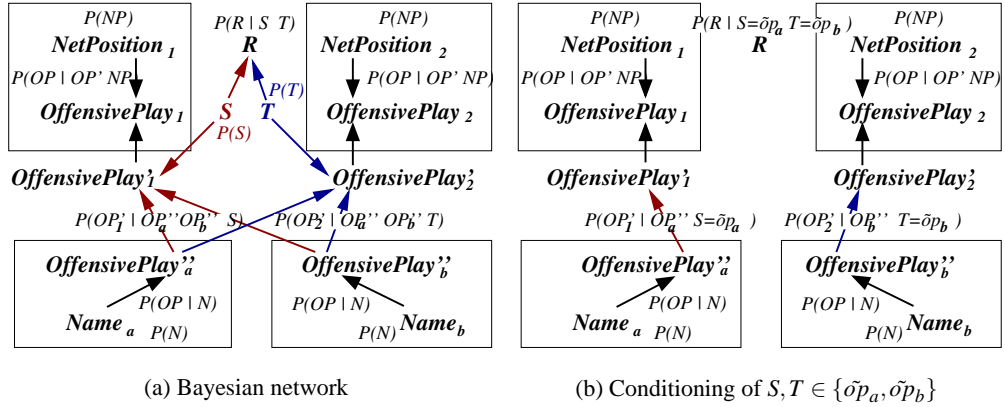 P(NP)
NetPosition 1
P(OP | OP' NP)
OffensivePlay 1
P(R | S T)
R
S
P(S)
T
P(T)
P(NP)
NetPosition 2
P(OP | OP' NP)
OffensivePlay 2
OffensivePlay'1
OffensivePlay'2
P(OP'1 | OP''a OP''b S)
P(OP'2 | OP''a OP''b T)
OffensivePlay''a
P(OP | N)
Name a
P(N)
OffensivePlay''b
P(OP | N)
P(N)
Name b
(a) Bayesian network
P(NP)
NetPosition 1
P(OP | OP' NP)
OffensivePlay 1
P(R | S=õpa T=õpb )
R
P(NP)
NetPosition 2
P(OP | OP' NP)
OffensivePlay 2
OffensivePlay'1
OffensivePlay'2
P(OP'1 | OP''a S=õpa )
P(OP'2 | OP''b T=õpb )
OffensivePlay''a
P(OP | N)
Name a
P(N)
OffensivePlay''b
P(OP | N)
P(N)
Name b
(b) Conditioning of S, T ∈ {õpa, õpb}